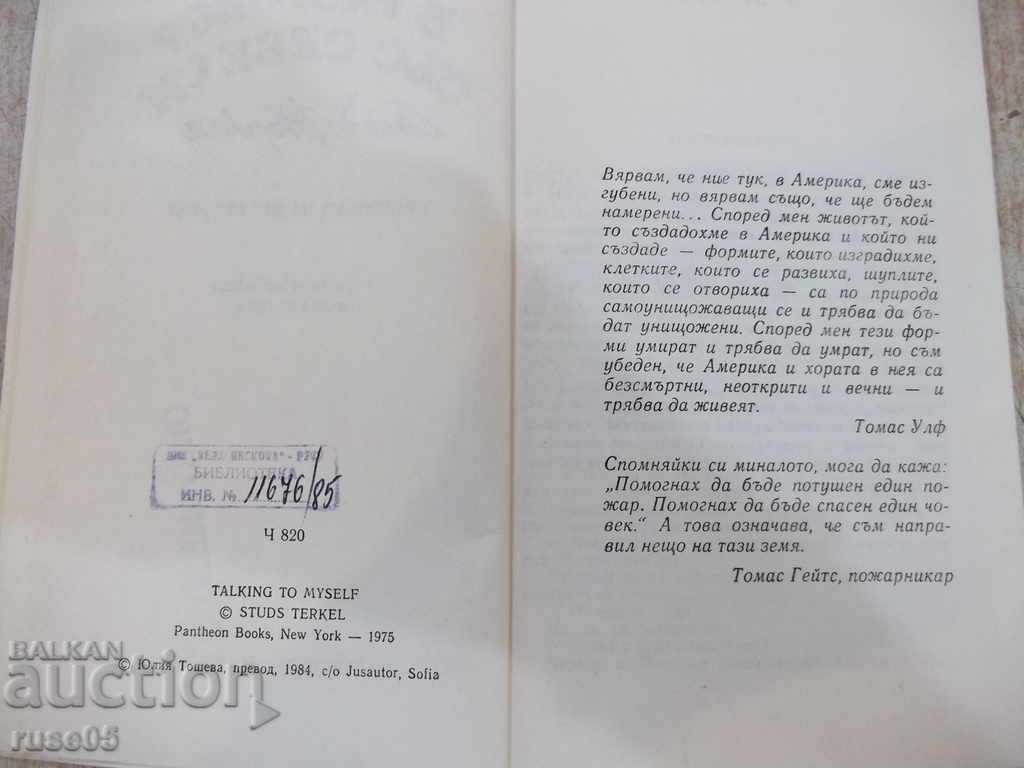 БИБЛИОТЕКА
ИНВ. № 11676/85
Ч 820
TALKING TO MYSELF
© STUDS TERKEL
Pantheon Books, New York — 1975
© Юлия Тошева, превод, 1984, c/o Jusautor, Sofia
BALKAN
auction
ruse05
Вярвам, че ние тук, в Америка, сме из-
губени, но вярвам също, че ще бъдем
намерени... Според мен животът, кой-
то създадохме в Америка и който ни
създаде — формите, които изградихме,
клетките, които се развиха, шуплите,
които се отвориха — са по природа
самоунищожаващи се и трябва да бъ-
дат унищожени. Според мен тези фор-
ми умират и трябва да умрат, но съм
убеден, че Америка и хората в нея са
безсмъртни, неоткрити и вечни — и
трябва да живеят.
Томас Улф
Спомняйки си миналото, мога да кажа:
„Помогнах да бъде потушен един по-
жар. Помогнах да бъде спасен един чо-
век.“ А това означава, че съм направ-
вил нещо на тази земя.
Томас Гейтс, пожарникар